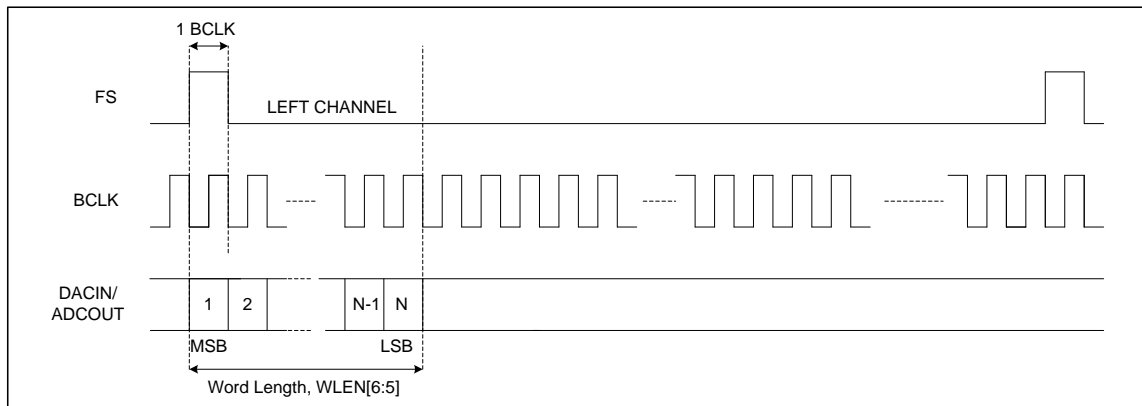 1 BCLK
FS
LEFT CHANNEL
BCLK
DACIN/
ADCOUT
1
2
N-1
N
MSB
LSB
Word Length, WLEN[6:5]